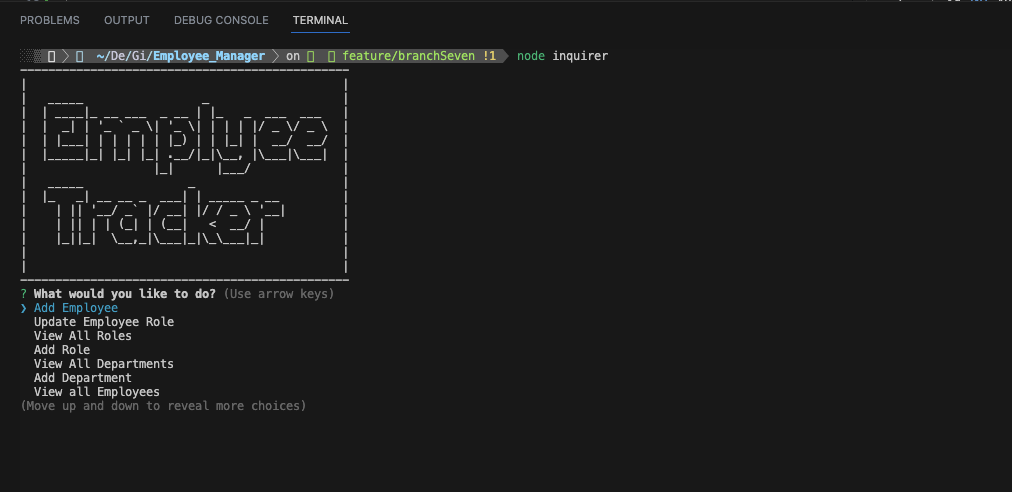 PROBLEMS OUTPUT DEBUG CONSOLE TERMINAL
~/De/Gi/Employee_Manager on feature/branchSeven !1 node inquirer
Emplyee
Tracker
? What would you like to do? (Use arrow keys)
❯ Add Employee
Update Employee Role
View All Roles
Add Role
View All Departments
Add Department
View all Employees
(Move up and down to reveal more choices)